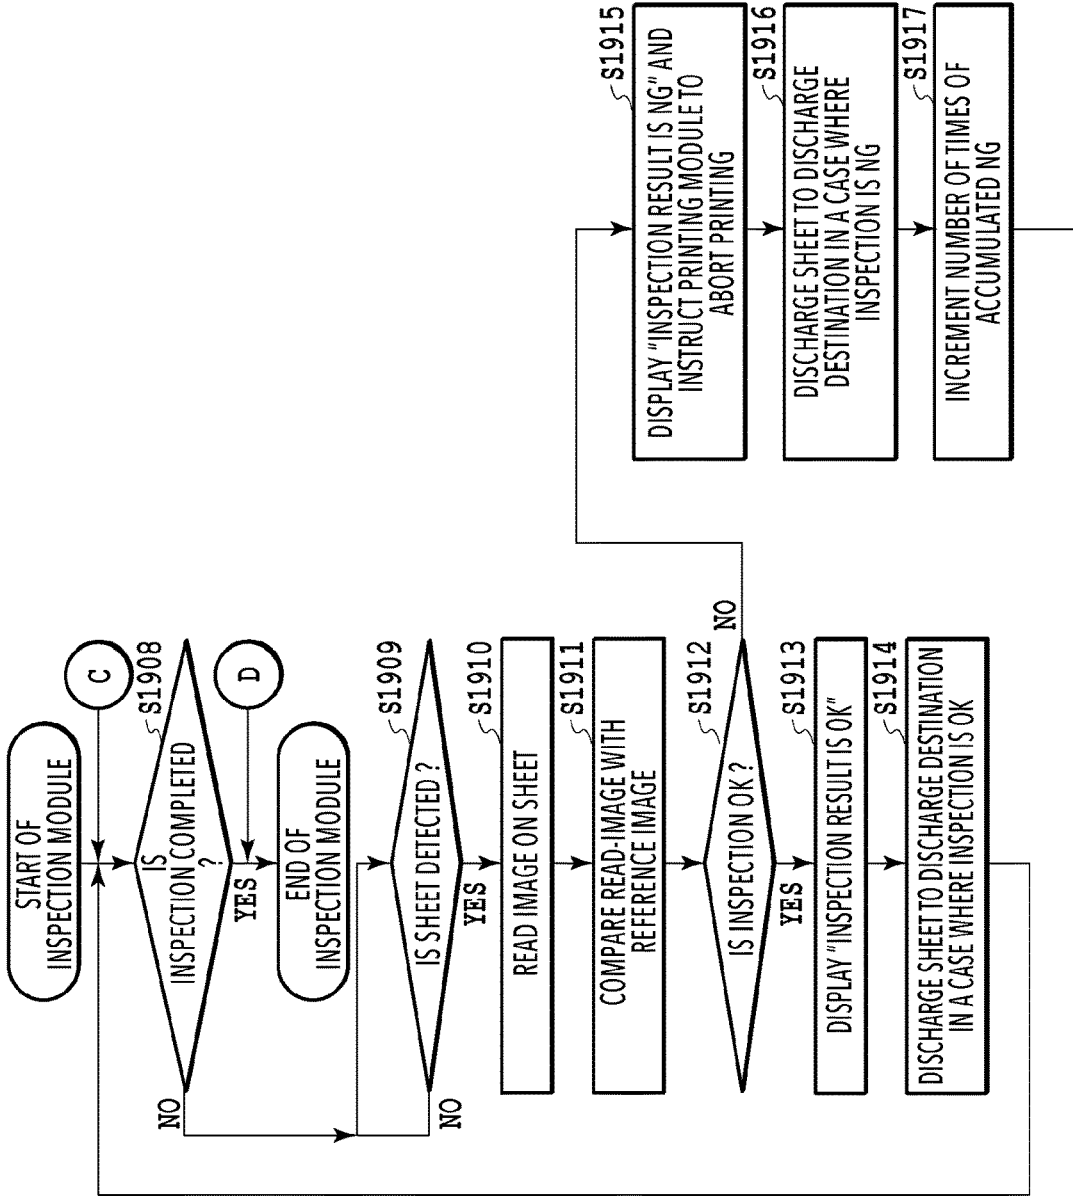 START OF
INSPECTION MODULE
C
S1908
IS
INSPECTION COMPLETED
?
NO
YES
D
END OF
INSPECTION MODULE
S1909
IS SHEET DETECTED ?
NO
YES
S1910
READ IMAGE ON SHEET
S1911
COMPARE READ-IMAGE WITH
REFERENCE IMAGE
S1912
IS INSPECTION OK ?
NO
YES
S1913
DISPLAY "INSPECTION RESULT IS OK"
S1914
DISCHARGE SHEET TO DISCHARGE DESTINATION
IN A CASE WHERE INSPECTION IS OK
S1915
DISPLAY "INSPECTION RESULT IS NG" AND
INSTRUCT PRINTING MODULE TO
ABORT PRINTING
S1916
DISCHARGE SHEET TO DISCHARGE
DESTINATION IN A CASE WHERE
INSPECTION IS NG
S1917
INCREMENT NUMBER OF TIMES OF
ACCUMULATED NG